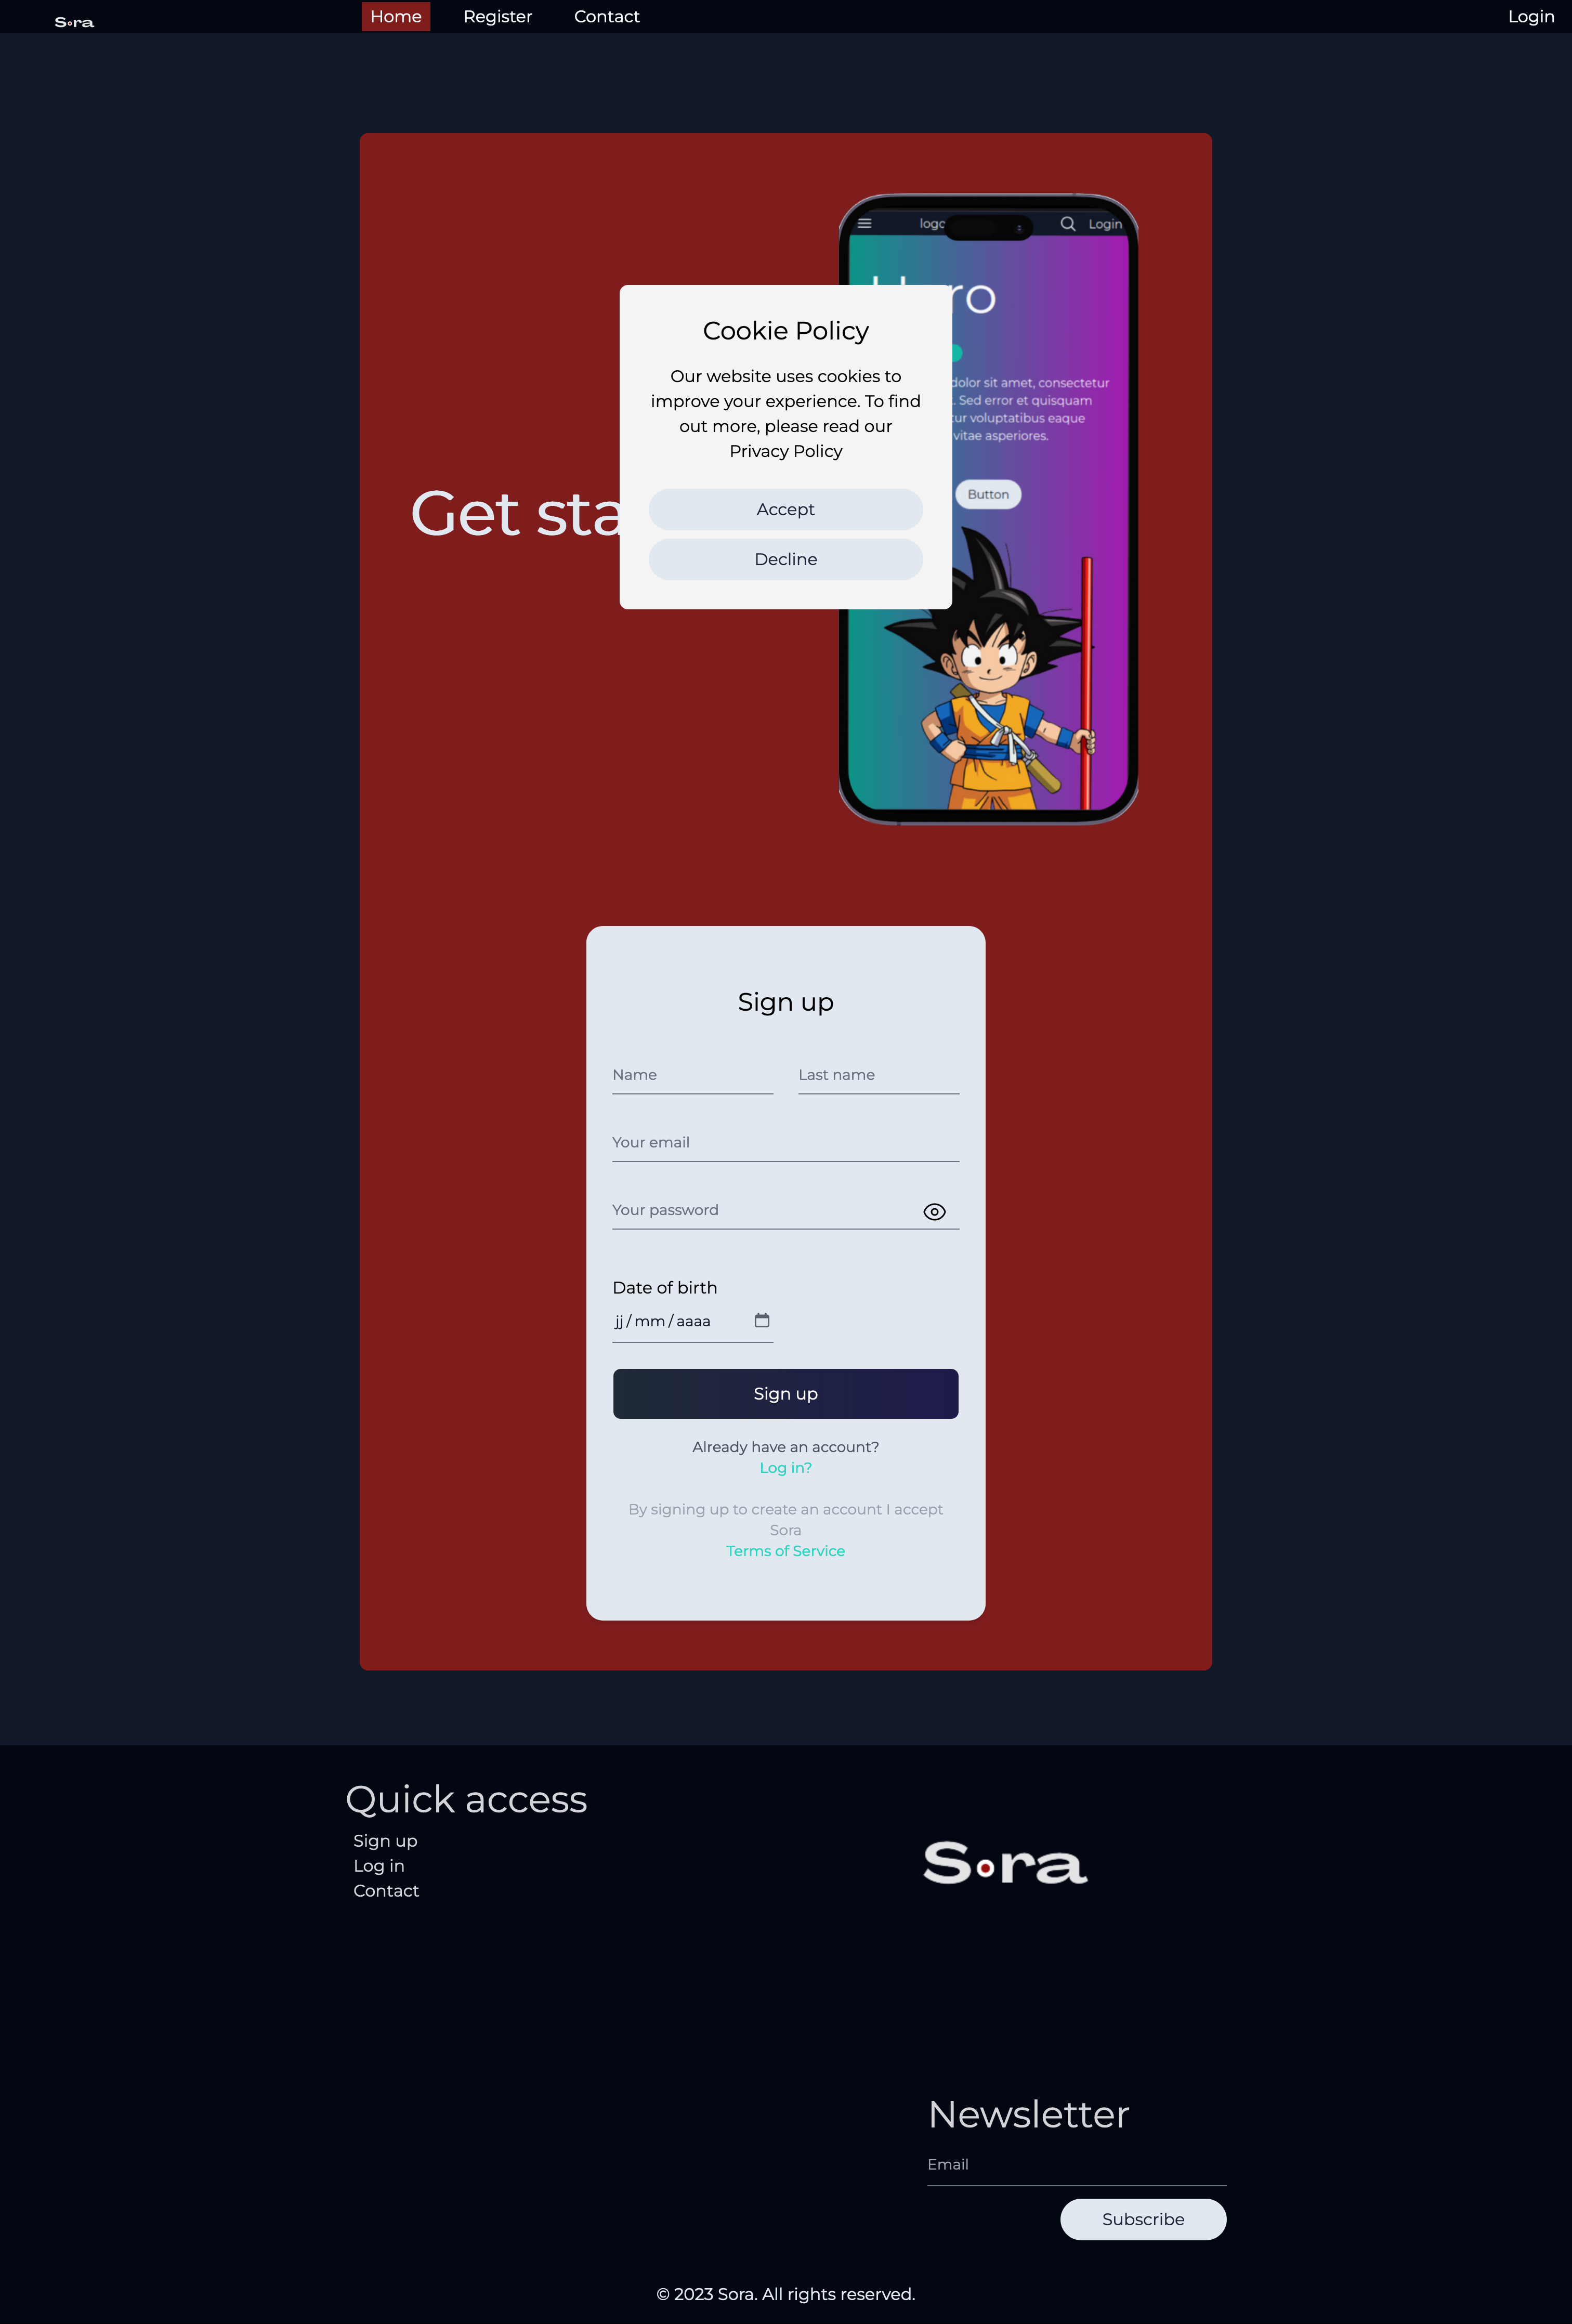 Sora
Home Register Contact
Login
logo
Login
ro
dolor sit amet, consectetur
. Sed error et quisquam
tur voluptatibus eaque
vitae asperiores.
Button
Get sta
Cookie Policy
Our website uses cookies to
improve your experience. To find
out more, please read our
Privacy Policy
Accept
Decline
Sign up
Name
Last name
Your email
Your password
Date of birth
jj / mm / aaaa
Sign up
Already have an account?
Log in?
By signing up to create an account I accept
Sora
Terms of Service
Quick access
Sign up
Log in
Contact
Sora
Newsletter
Email
Subscribe
© 2023 Sora. All rights reserved.